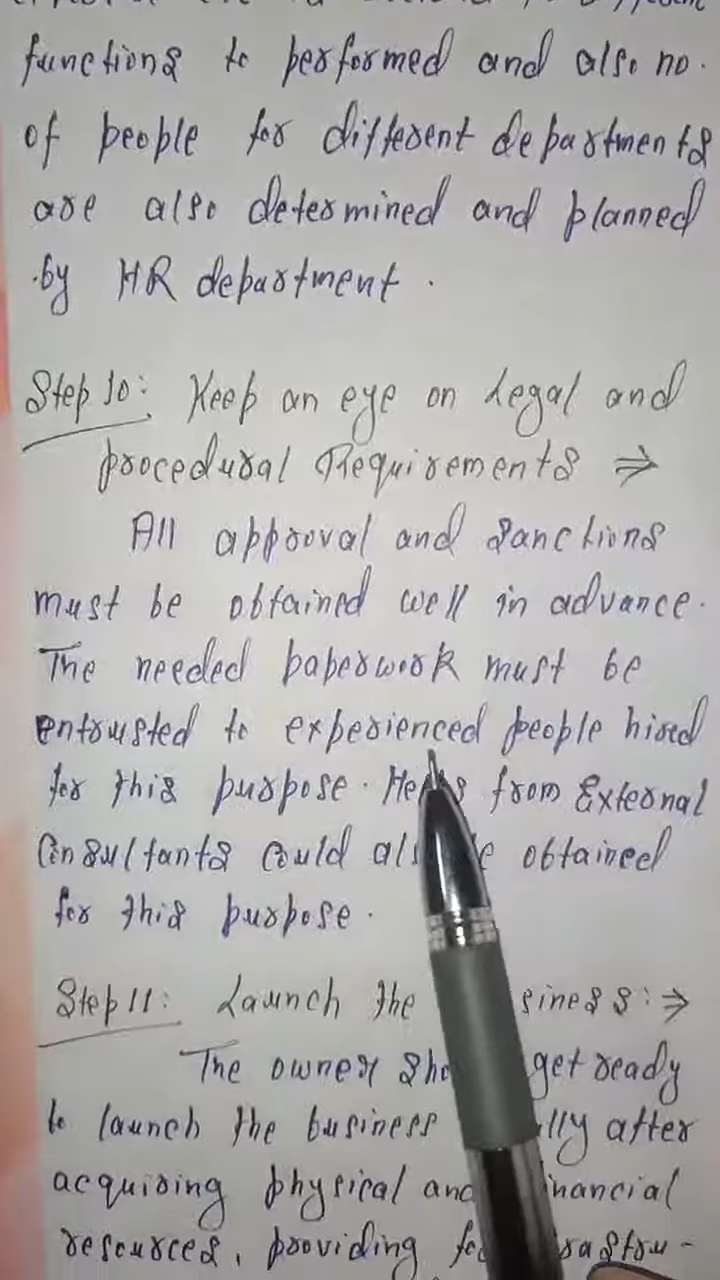 functions to performed and also no.
of people for different departments
are also determined and planned
by HR department.
Step 10: Keep an eye on Legal and
procedural Requirements ⇒
All approval and Sanctions
must be obtained well in advance.
The needed paperwork must be
entrusted to experienced people hired
for this purpose. from External
Consultants could also obtained
for this purpose.
Step 11: Launch the siness: ⇒
The owner get ready
to launch the business lly after
acquiring physical and inancial
resources, providing